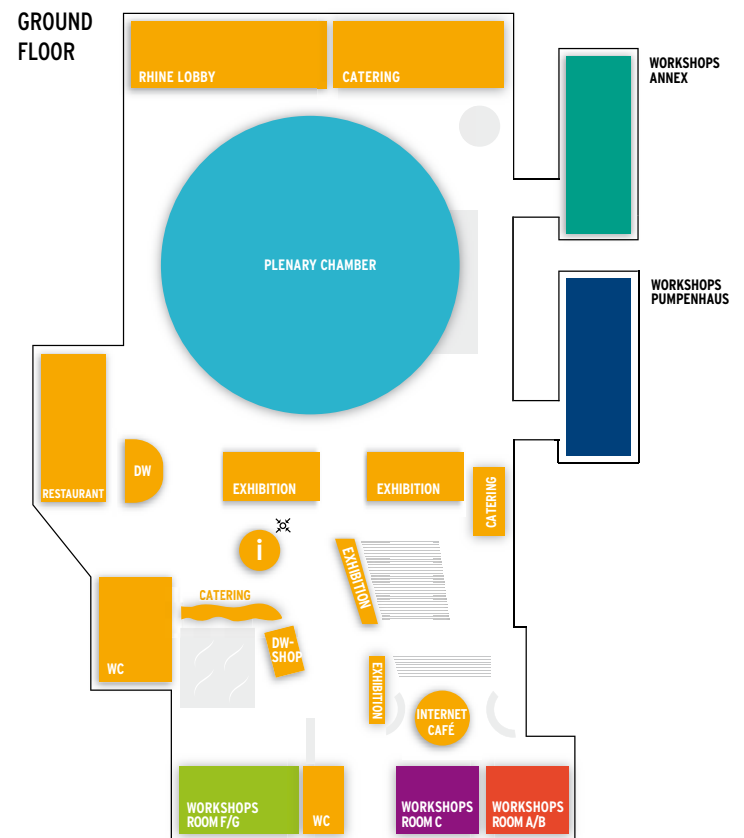 GROUND
FLOOR
RHINE LOBBY
CATERING
WORKSHOPS
ANNEX
PLENARY CHAMBER
WORKSHOPS
PUMPENHAUS
RESTAURANT
DW
EXHIBITION
EXHIBITION
CATERING
i
EXHIBITION
CATERING
DW-
SHOP
WC
EXHIBITION
INTERNET
CAFÉ
WORKSHOPS
ROOM F/G
WC
WORKSHOPS
ROOM C
WORKSHOPS
ROOM A/B